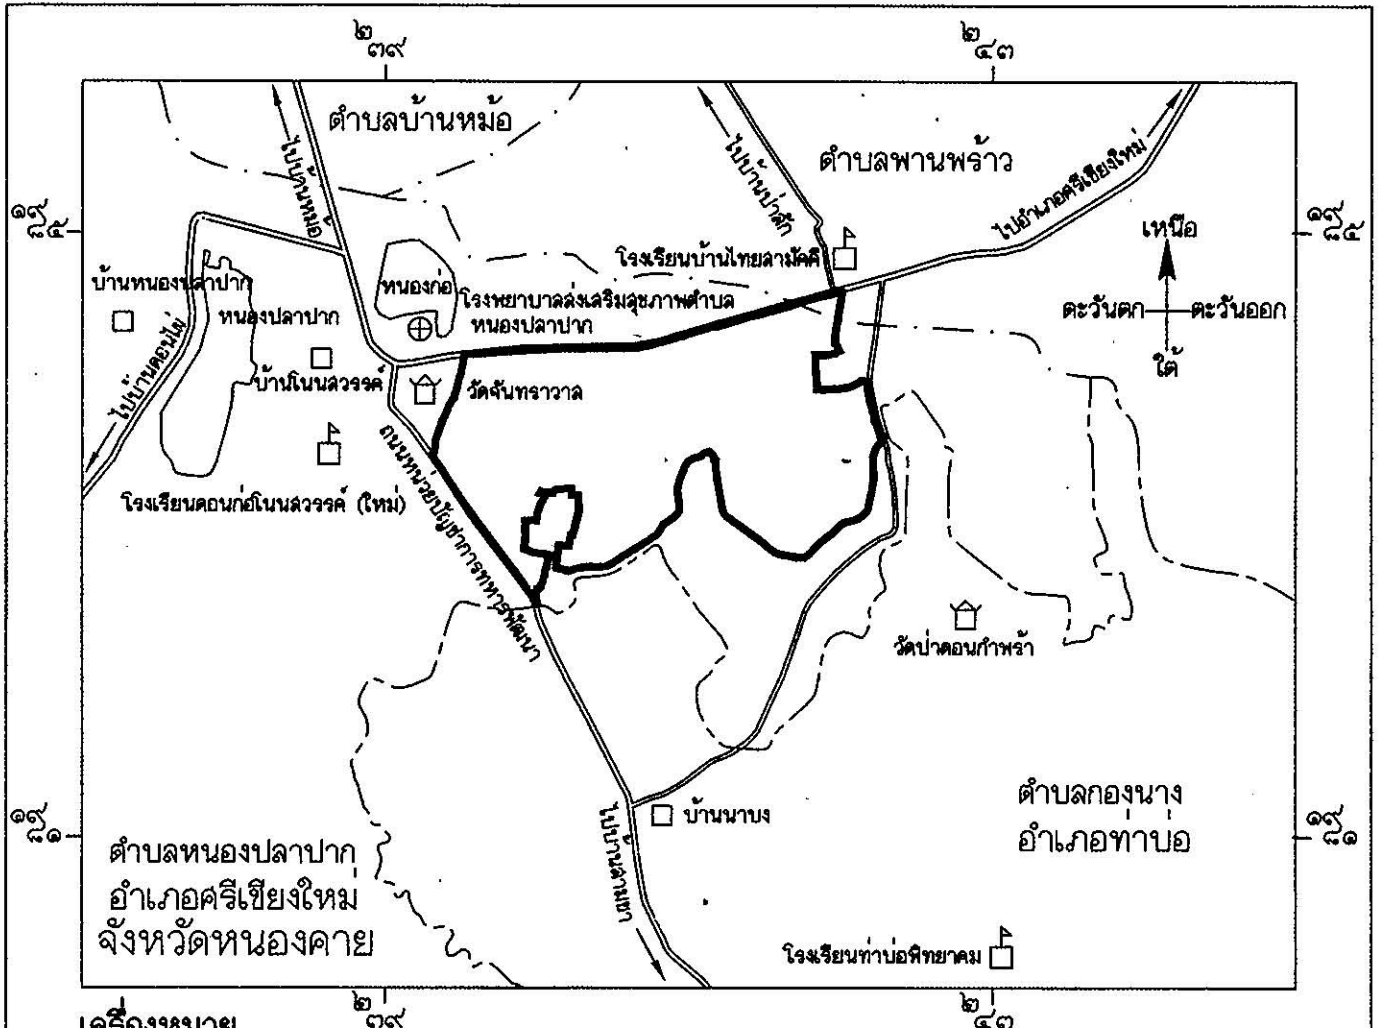 ๒
๓๙
๒
๔๓
ตำบลบ้านหม้อ
ตำบลพานพร้าว
ไปบ้านหม้อ
ไปบ้านป่าสัก
ไปอำเภอศรีเชียงใหม่
๑๙
๙๕
๑๙
๙๕
เหนือ
ตะวันตก
ตะวันออก
ใต้
โรงเรียนบ้านไทยสามัคคี
บ้านหนองปลาปาก
หนองก่อ
โรงพยาบาลส่งเสริมสุขภาพตำบล
หนองปลาปาก
หนองปลาปาก
ไปบ้านดอนไผ่
บ้านโนนสวรรค์
วัดจันทราวาส
โรงเรียนดอนก่อโนนสวรรค์ (ใหม่)
ถนนหน่วยบัญชาการทหารพัฒนา
วัดป่าดอนกำพร้า
๑๙
๙๑
๑๙
๙๑
บ้านนาบง
ไปบ้านสามขา
ตำบลกองนาง
อำเภอท่าบ่อ
ตำบลหนองปลาปาก
อำเภอศรีเชียงใหม่
จังหวัดหนองคาย
โรงเรียนท่าบ่อพิทยาคม
๒
๓๙
๒
๔๓
เครื่องหมาย